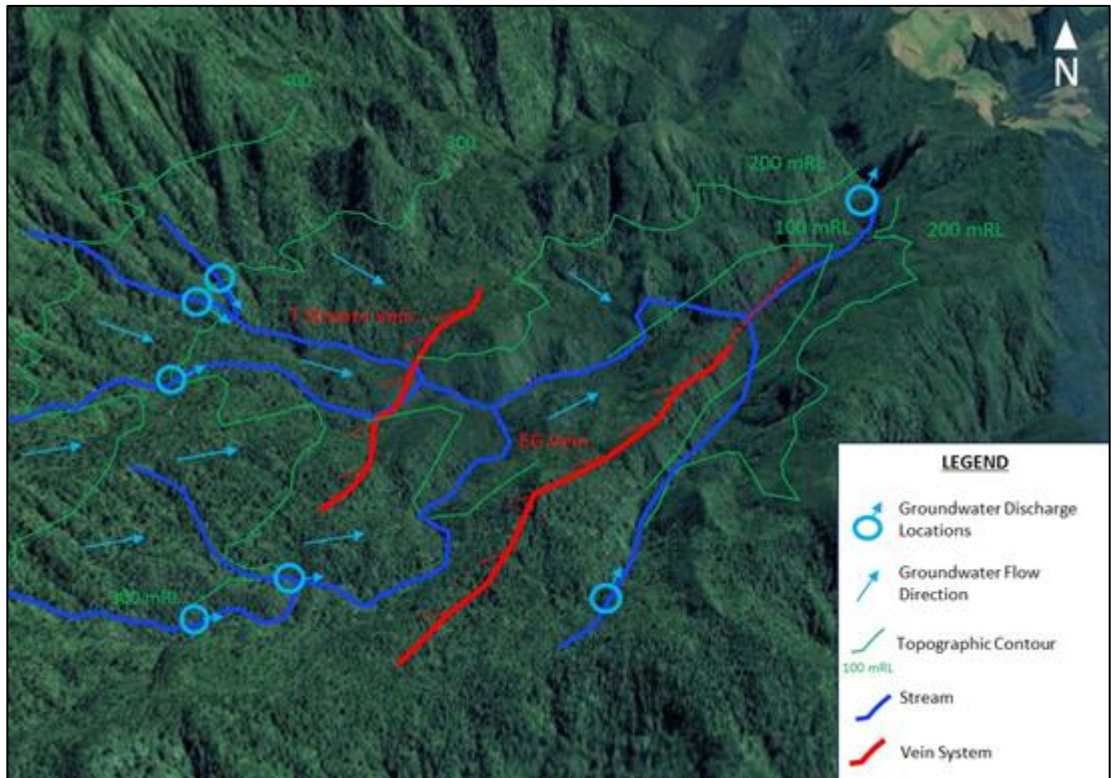 N
400
300
200 mRL
100 mRL
200 mRL
T Stream Vein
EG Vein
300 mRL
LEGEND
Groundwater Discharge
Locations
Groundwater Flow
Direction
Topographic Contour
100 mRL
Stream
Vein System